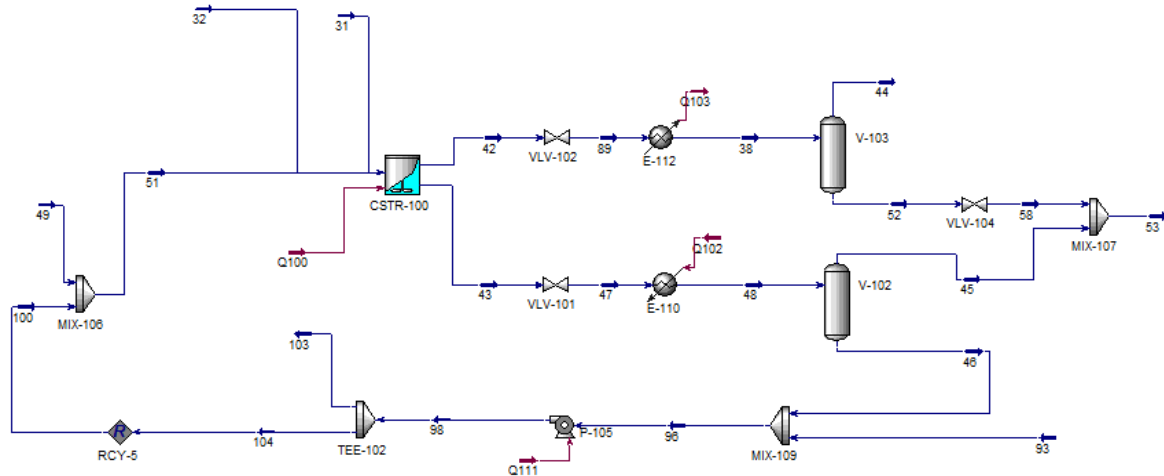 32
31
44
Q103
V-103
42
89
38
VLV-102
E-112
51
CSTR-100
52
58
53
VLV-104
MIX-107
49
Q100
Q102
43
47
48
V-102
45
VLV-101
E-110
100
MIX-106
103
46
R
104
TEE-102
98
P-105
96
93
RCY-5
Q111
MIX-109